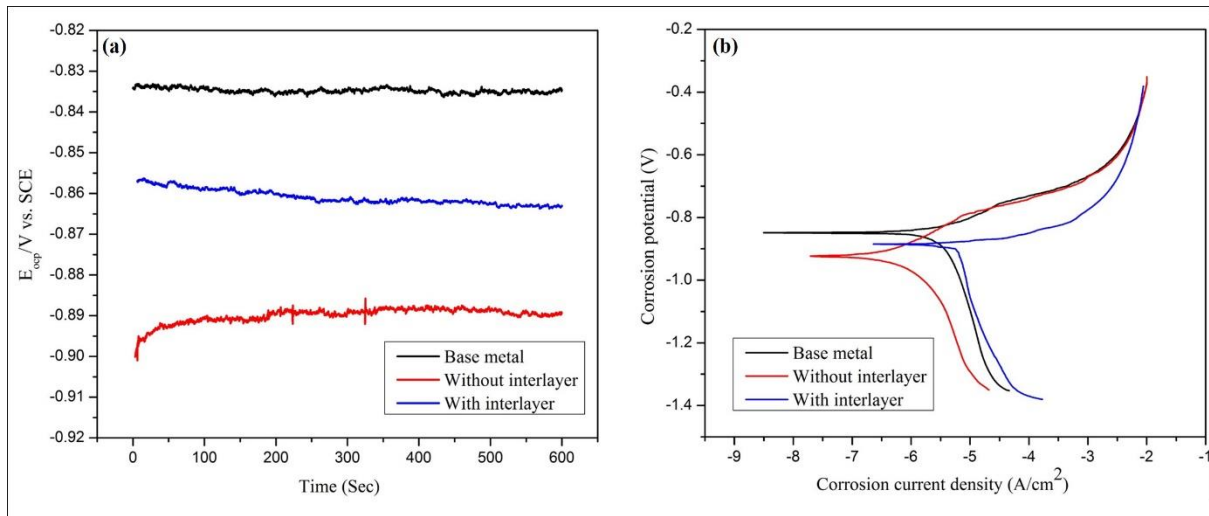 (a)
-0.82
-0.83
-0.84
-0.85
-0.86
-0.87
-0.88
-0.89
-0.90
-0.91
-0.92
E_ocp/V vs. SCE
0 100 200 300 400 500 600
Time (Sec)
Base metal
Without interlayer
With interlayer
(b)
-0.2
-0.4
-0.6
-0.8
-1.0
-1.2
-1.4
Corrosion potential (V)
-9 -8 -7 -6 -5 -4 -3 -2 -1
Corrosion current density (A/cm²)
Base metal
Without interlayer
With interlayer